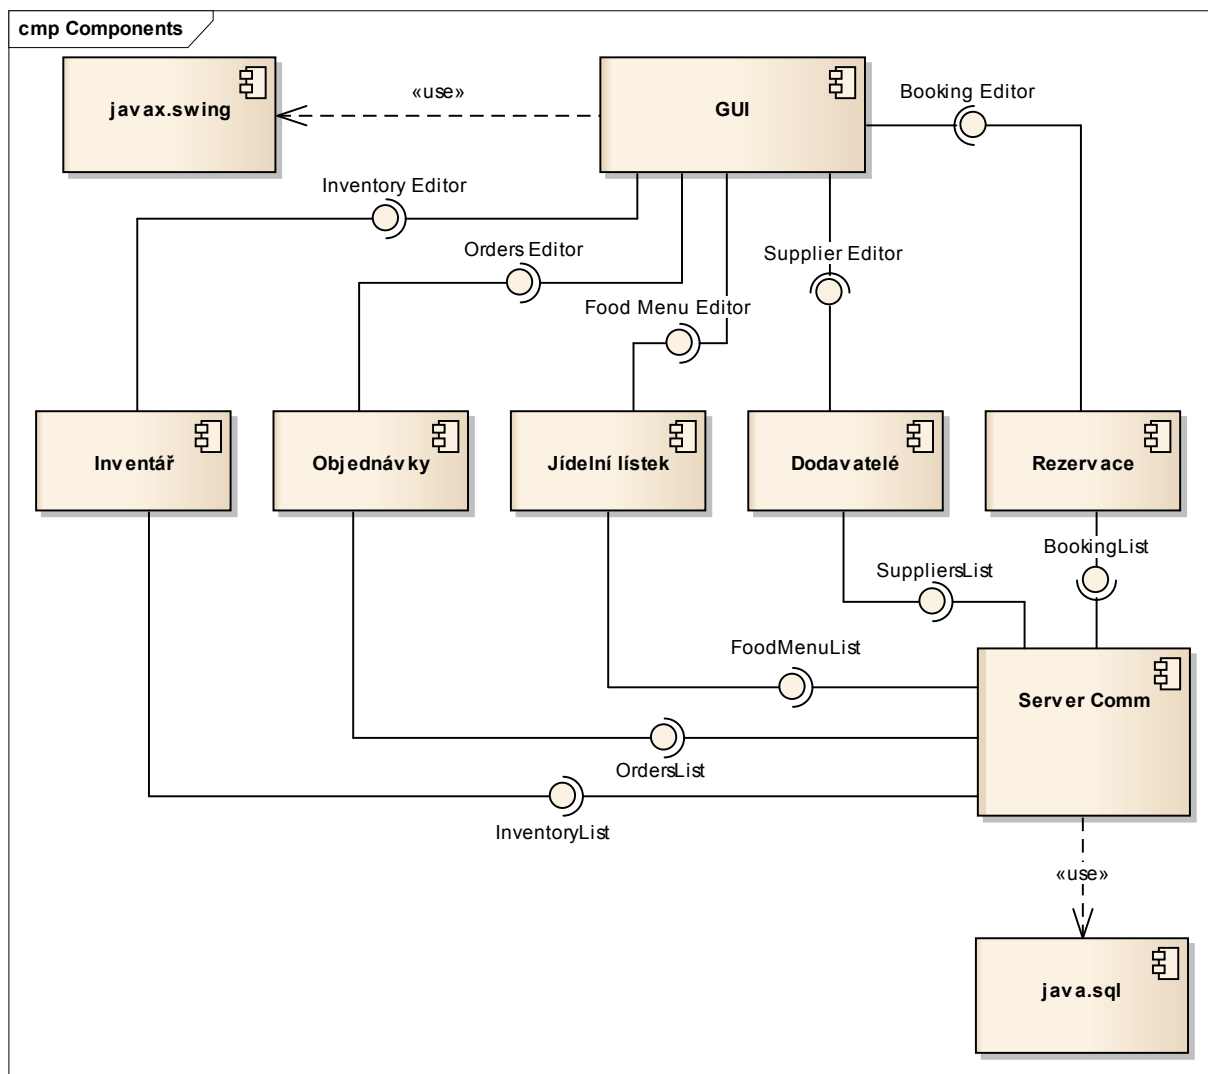 cmp Components
javax.swing
«use»
GUI
Booking Editor
Inventory Editor
Orders Editor
Supplier Editor
Food Menu Editor
Inventář
Objednávky
Jídelní lístek
Dodavatelé
Rezervace
BookingList
SuppliersList
FoodMenuList
Server Comm
OrdersList
InventoryList
«use»
java.sql